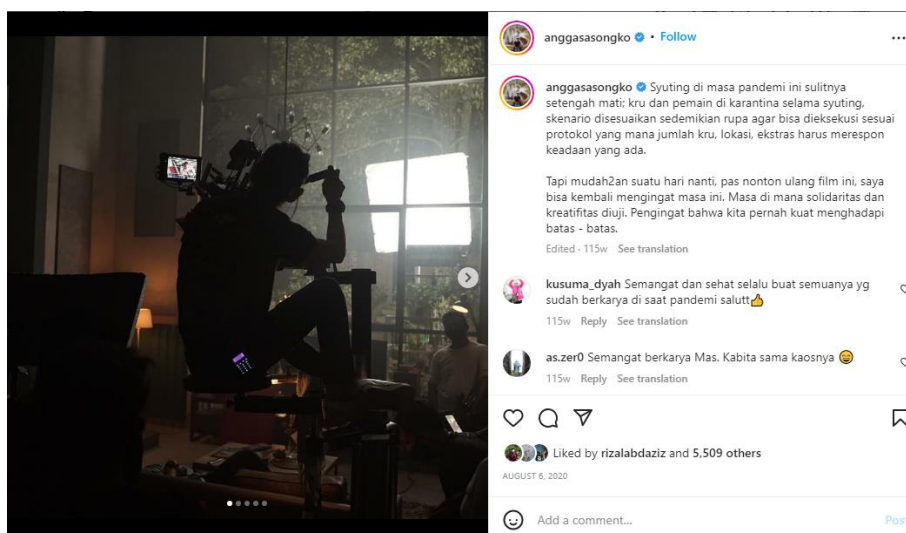 anggasasongko • Follow
anggasasongko Syuting di masa pandemi ini sulitnya
setengah mati; kru dan pemain di karantina selama syuting,
skenario disesuaikan sedemikian rupa agar bisa dieksekusi sesuai
protokol yang mana jumlah kru, lokasi, ekstras harus merespon
keadaan yang ada.
Tapi mudah2an suatu hari nanti, pas nonton ulang film ini, saya
bisa kembali mengingat masa ini. Masa di mana solidaritas dan
kreatifitas diuji. Pengingat bahwa kita pernah kuat menghadapi
batas - batas.
Edited · 115w See translation
kusuma_dyah Semangat dan sehat selalu buat semuanya yg
sudah berkarya di saat pandemi salutt👍
115w Reply See translation
as.zer0 Semangat berkarya Mas. Kabita sama kaosnya 😄
115w Reply See translation
Liked by rizalabdaziz and 5,509 others
AUGUST 6, 2020
Add a comment...
Post